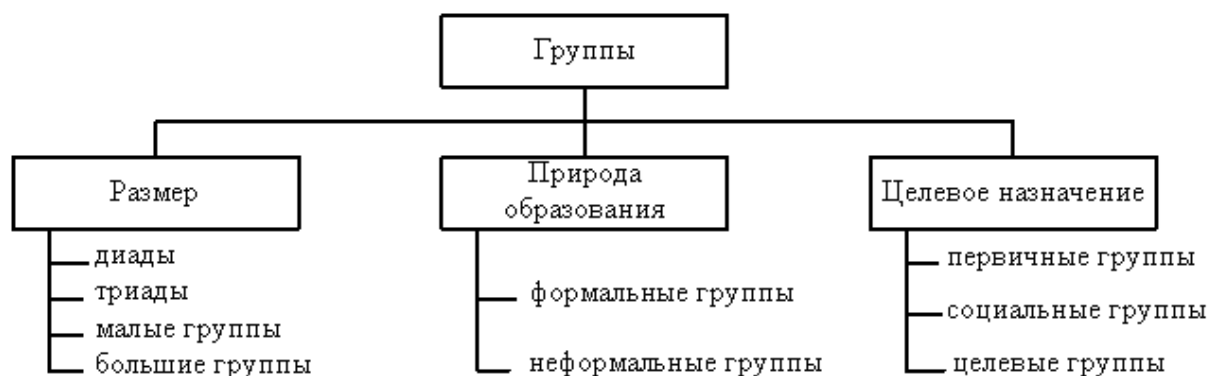 Группы
Размер
Природа
образования
Целевое назначение
диады
триады
малые группы
большие группы
формальные группы
неформальные группы
первичные группы
социальные группы
целевые группы